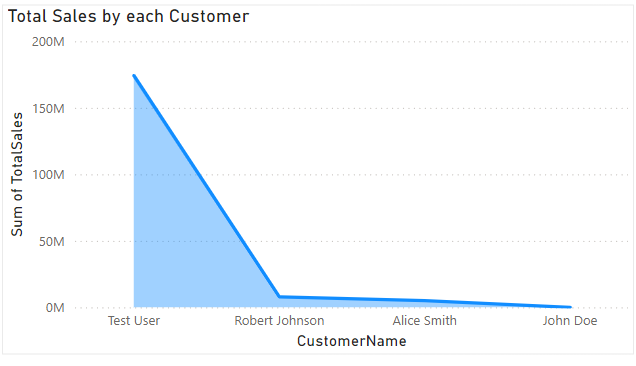 Total Sales by each Customer
200M
150M
100M
50M
0M
Sum of TotalSales
Test User
Robert Johnson
Alice Smith
John Doe
CustomerName